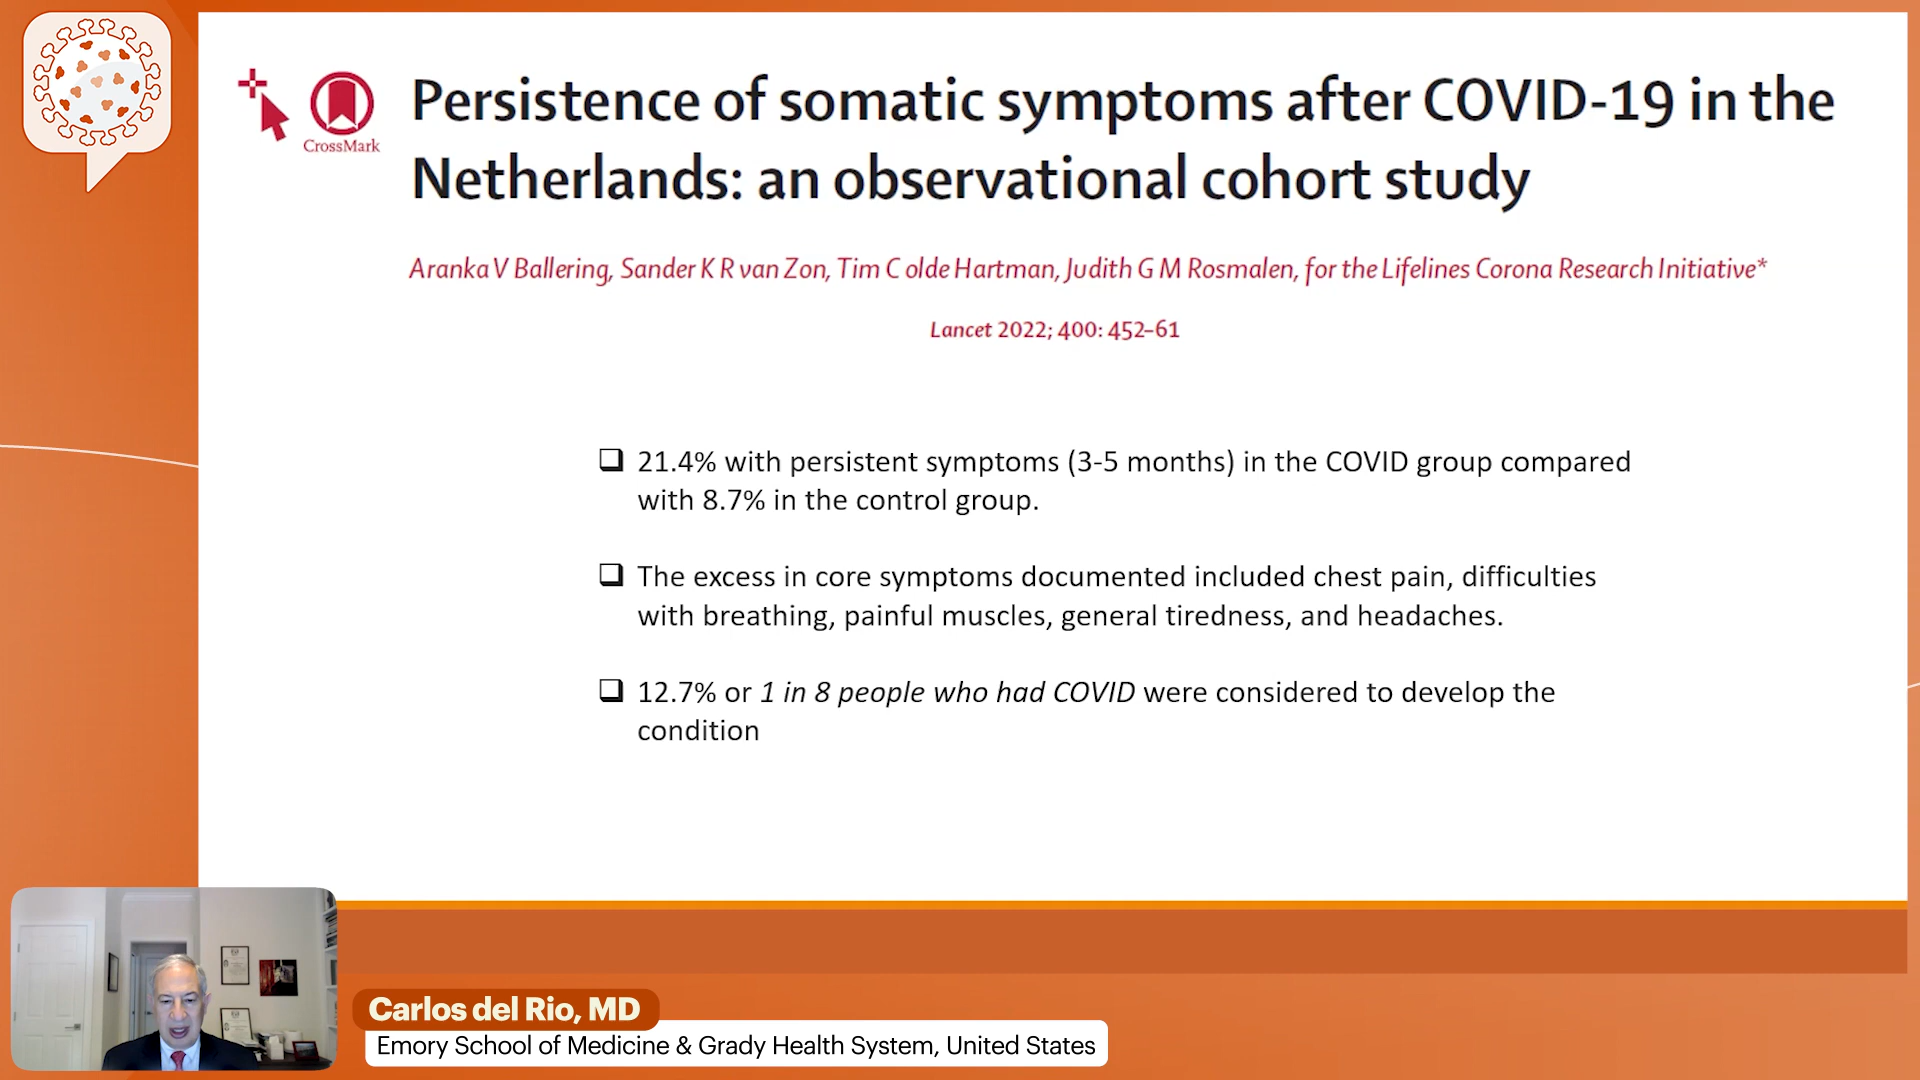 CrossMark
Persistence of somatic symptoms after COVID-19 in the
Netherlands: an observational cohort study
Aranka V Ballering, Sander K R van Zon, Tim C olde Hartman, Judith G M Rosmalen, for the Lifelines Corona Research Initiative*
Lancet 2022; 400: 452–61
21.4% with persistent symptoms (3-5 months) in the COVID group compared
with 8.7% in the control group.
The excess in core symptoms documented included chest pain, difficulties
with breathing, painful muscles, general tiredness, and headaches.
12.7% or 1 in 8 people who had COVID were considered to develop the
condition
Carlos del Rio, MD
Emory School of Medicine & Grady Health System, United States